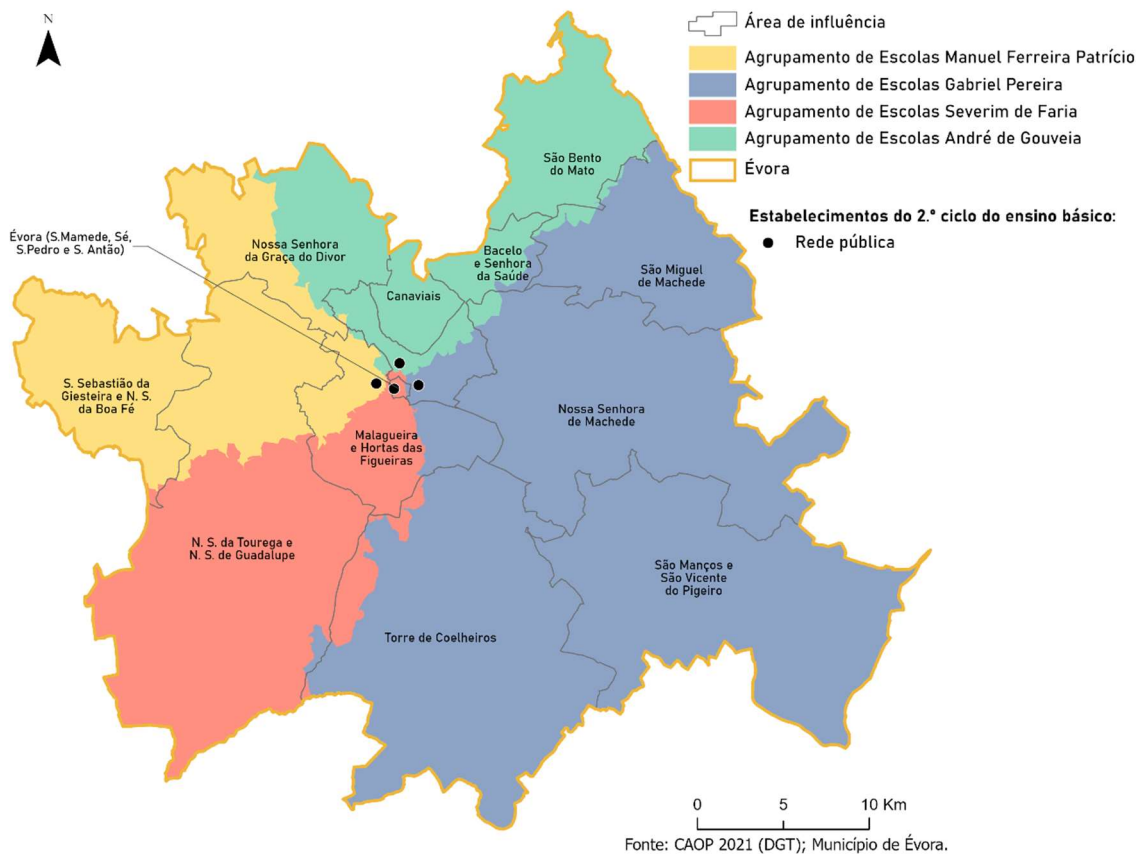 N
Área de influência
Agrupamento de Escolas Manuel Ferreira Patrício
Agrupamento de Escolas Gabriel Pereira
Agrupamento de Escolas Severim de Faria
Agrupamento de Escolas André de Gouveia
Évora
Estabelecimentos do 2.º ciclo do ensino básico:
Rede pública
São Bento
do Mato
Évora (S.Mamede, Sé,
S.Pedro e S. Antão)
Nossa Senhora
da Graça do Divor
Bacelo
e Senhora
da Saúde
São Miguel
de Machede
Canaviais
S. Sebastião da
Giesteira e N. S.
da Boa Fé
Nossa Senhora
de Machede
Malagueira
e Hortas das
Figueiras
N. S. da Tourega e
N. S. de Guadalupe
São Manços e
São Vicente
do Pigeiro
Torre de Coelheiros
0 5 10 Km
Fonte: CAOP 2021 (DGT); Município de Évora.